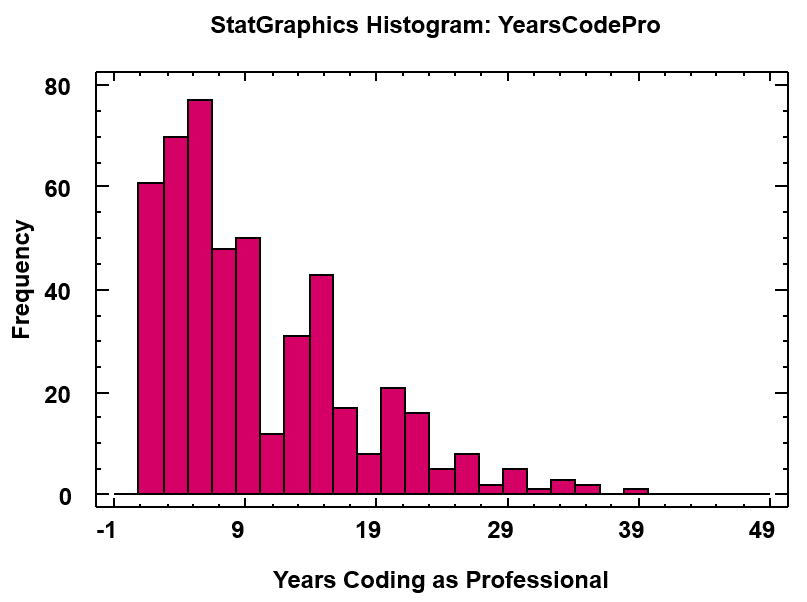 StatGraphics Histogram: YearsCodePro
80
60
40
20
0
Frequency
-1 9 19 29 39 49
Years Coding as Professional